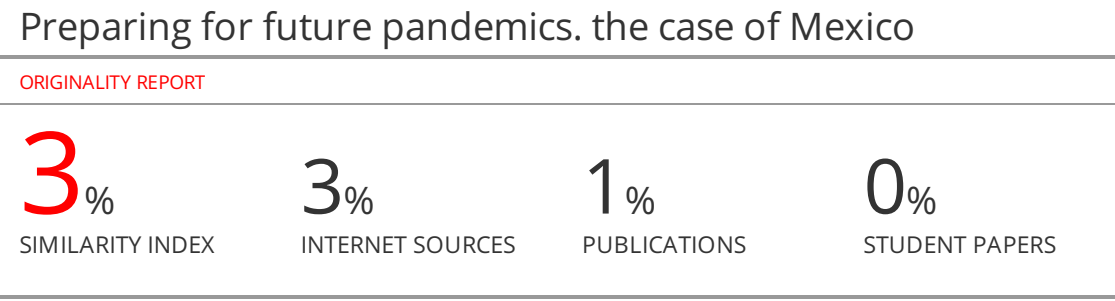 Preparing for future pandemics. the case of Mexico
ORIGINALITY REPORT
3% 3% 1% 0%
SIMILARITY INDEX INTERNET SOURCES PUBLICATIONS STUDENT PAPERS